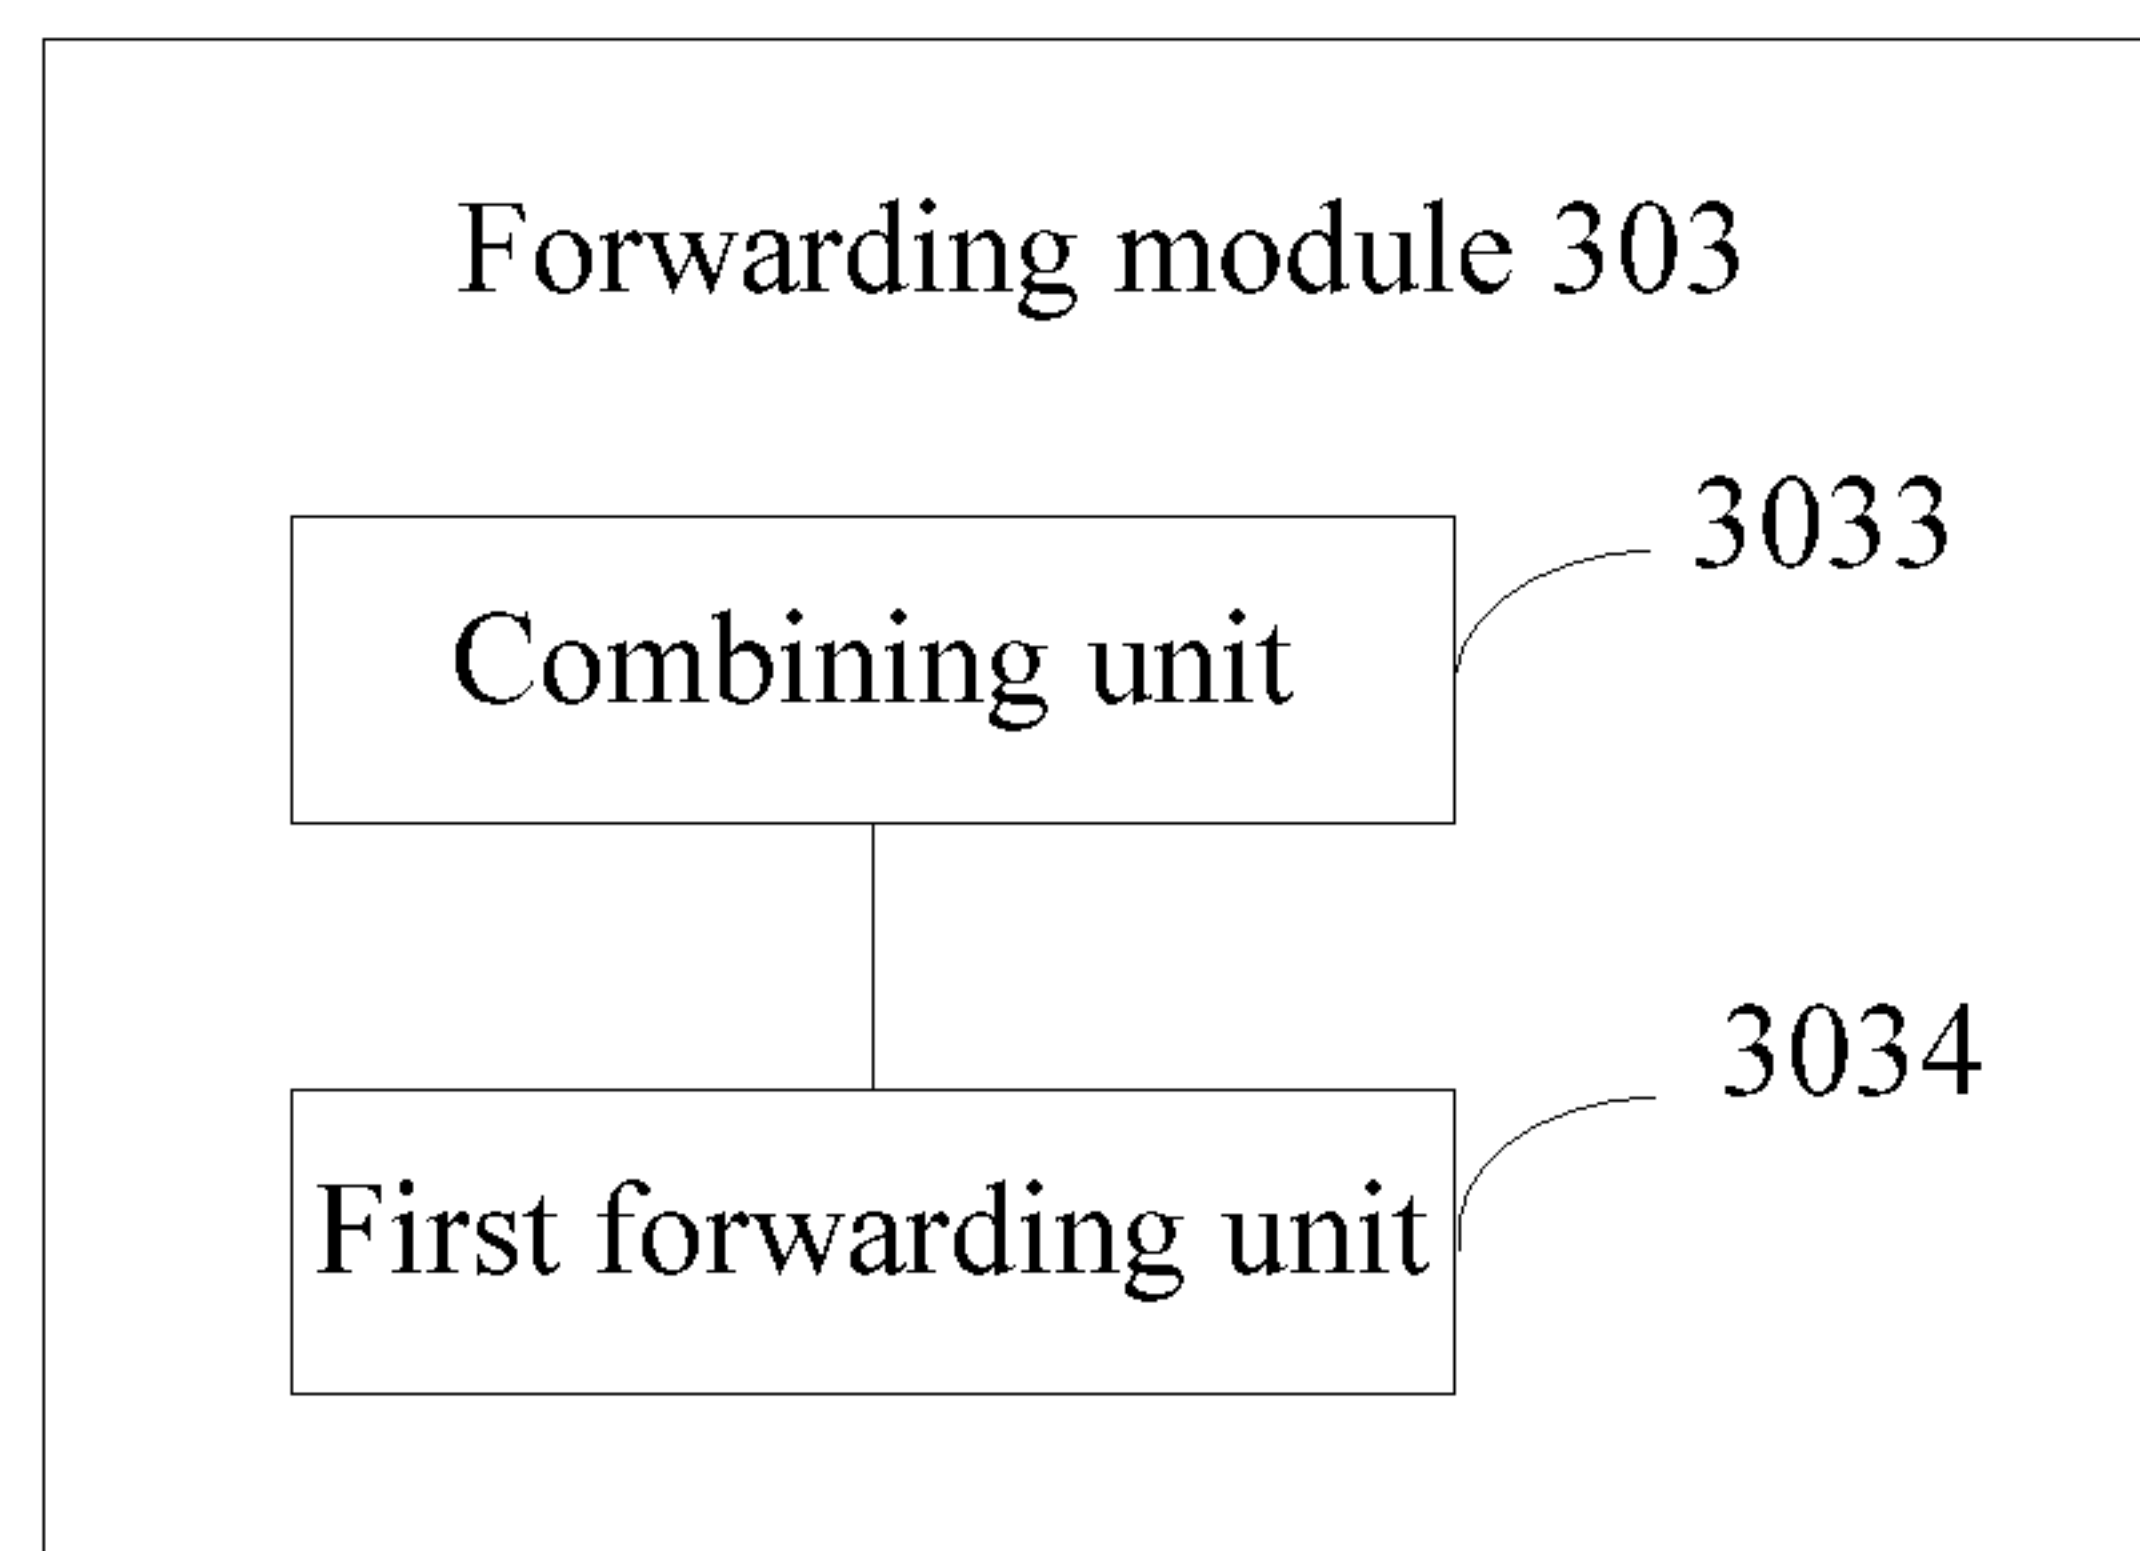 Forwarding module 303
3033
Combining unit
3034
First forwarding unit